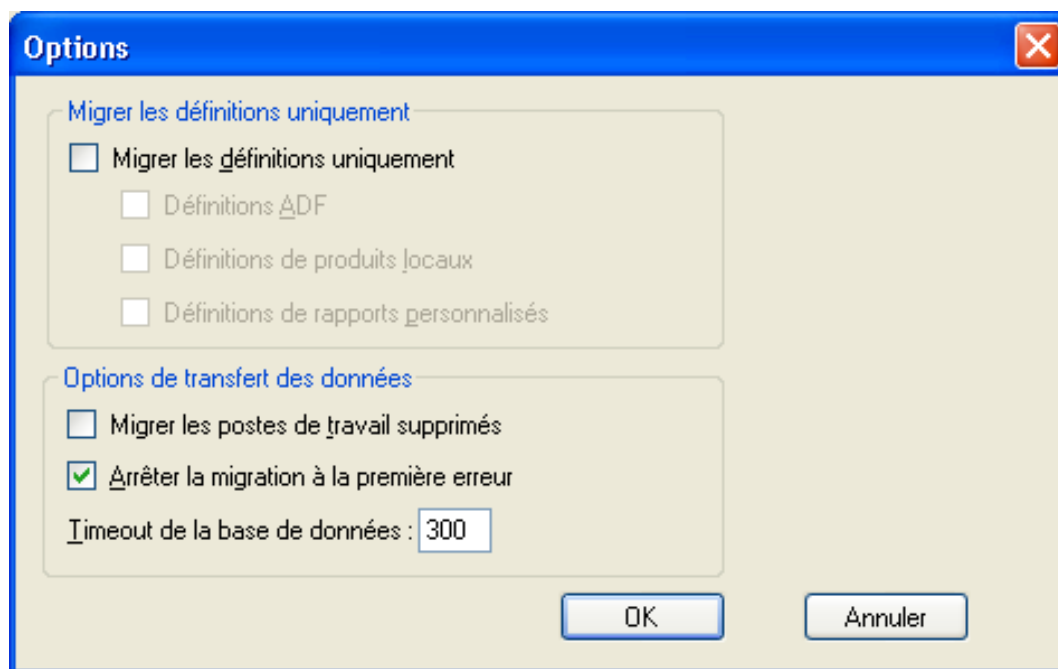 Options
Migrer les définitions uniquement
Migrer les définitions uniquement
Définitions ADF
Définitions de produits locaux
Définitions de rapports personnalisés
Options de transfert des données
Migrer les postes de travail supprimés
Arrêter la migration à la première erreur
Timeout de la base de données : 300
OK Annuler